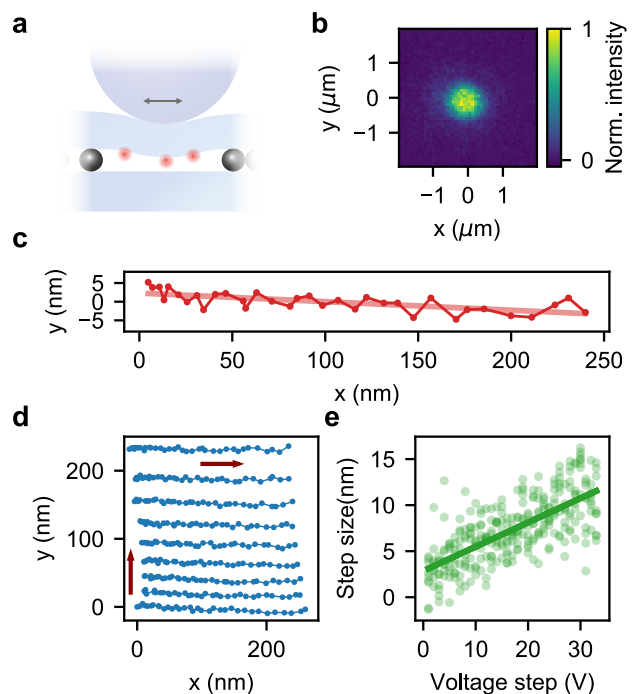 a
b
y (μm)
1
0
−1
−1
0
1
x (μm)
1
0
Norm. intensity
c
y (nm)
5
0
−5
0
50
100
150
200
250
x (nm)
d
y (nm)
200
100
0
0
200
x (nm)
e
Step size(nm)
15
10
5
0
0
10
20
30
Voltage step (V)